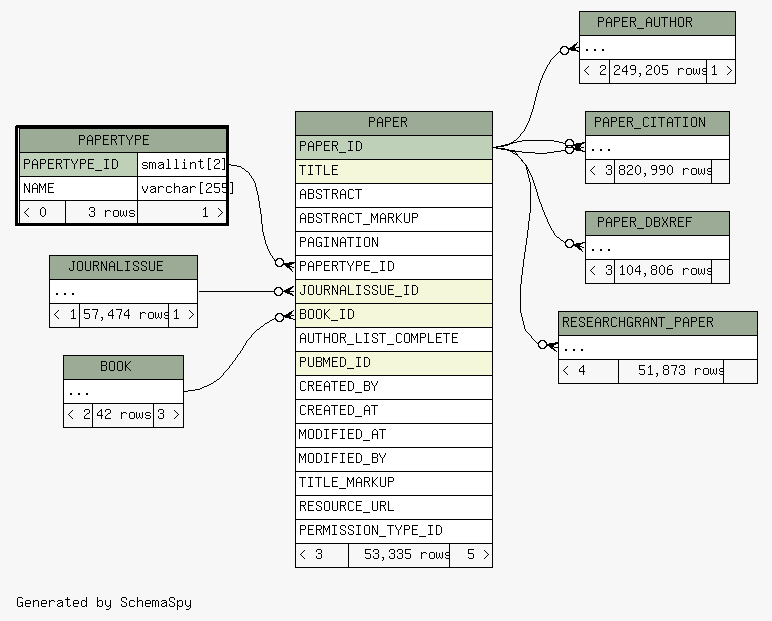 PAPERTYPE
PAPERTYPE_ID smallint[2]
NAME varchar[255]
< 0 3 rows 1 >
JOURNALISSUE
...
< 1 57,474 rows 1 >
BOOK
...
< 2 42 rows 3 >
PAPER
PAPER_ID
TITLE
ABSTRACT
ABSTRACT_MARKUP
PAGINATION
PAPERTYPE_ID
JOURNALISSUE_ID
BOOK_ID
AUTHOR_LIST_COMPLETE
PUBMED_ID
CREATED_BY
CREATED_AT
MODIFIED_AT
MODIFIED_BY
TITLE_MARKUP
RESOURCE_URL
PERMISSION_TYPE_ID
< 3 53,335 rows 5 >
PAPER_AUTHOR
...
< 2 249,205 rows 1 >
PAPER_CITATION
...
< 3 820,990 rows
PAPER_DBXREF
...
< 3 104,806 rows
RESEARCHGRANT_PAPER
...
< 4 51,873 rows
Generated by SchemaSpy